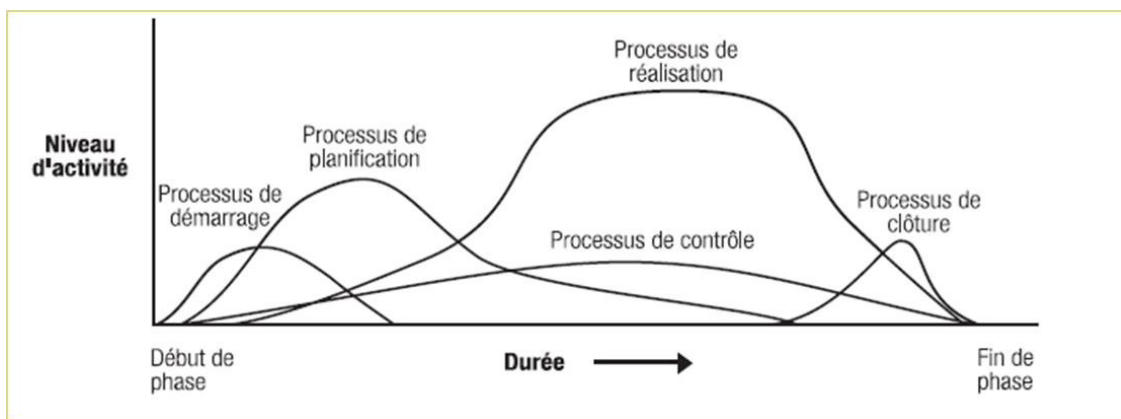 Processus de
réalisation
Processus de
planification
Niveau
d'activité
Processus de
démarrage
Processus de
clôture
Processus de contrôle
Début de
phase
Durée
Fin de
phase